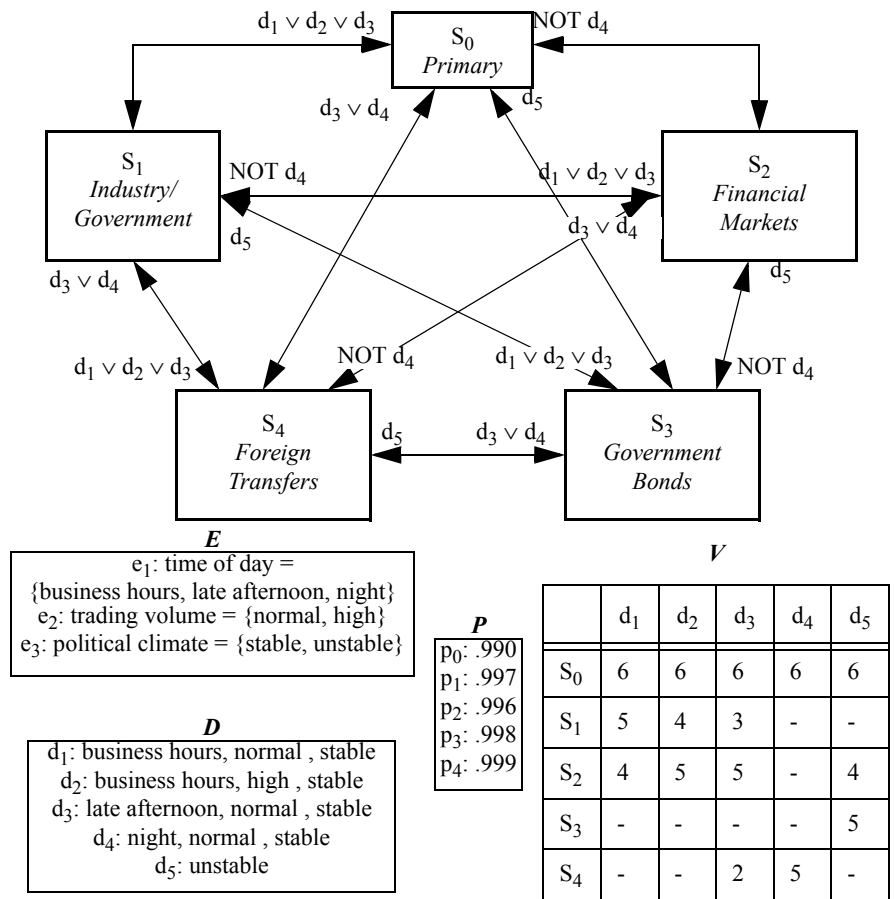 d₁ ∨ d₂ ∨ d₃
S₀
Primary
NOT d₄
d₃ ∨ d₄
d₅
S₁
Industry/
Government
NOT d₄
d₁ ∨ d₂ ∨ d₃
S₂
Financial
Markets
d₅
d₃ ∨ d₄
d₃ ∨ d₄
d₅
d₁ ∨ d₂ ∨ d₃
NOT d₄
d₁ ∨ d₂ ∨ d₃
NOT d₄
S₄
Foreign
Transfers
d₅
d₃ ∨ d₄
S₃
Government
Bonds
E
e₁: time of day =
{business hours, late afternoon, night}
e₂: trading volume = {normal, high}
e₃: political climate = {stable, unstable}
D
d₁: business hours, normal , stable
d₂: business hours, high , stable
d₃: late afternoon, normal , stable
d₄: night, normal , stable
d₅: unstable
P
p₀: .990
p₁: .997
p₂: .996
p₃: .998
p₄: .999
V
d₁ d₂ d₃ d₄ d₅
S₀ 6 6 6 6 6
S₁ 5 4 3 - -
S₂ 4 5 5 - 4
S₃ - - - - 5
S₄ - - 2 5 -